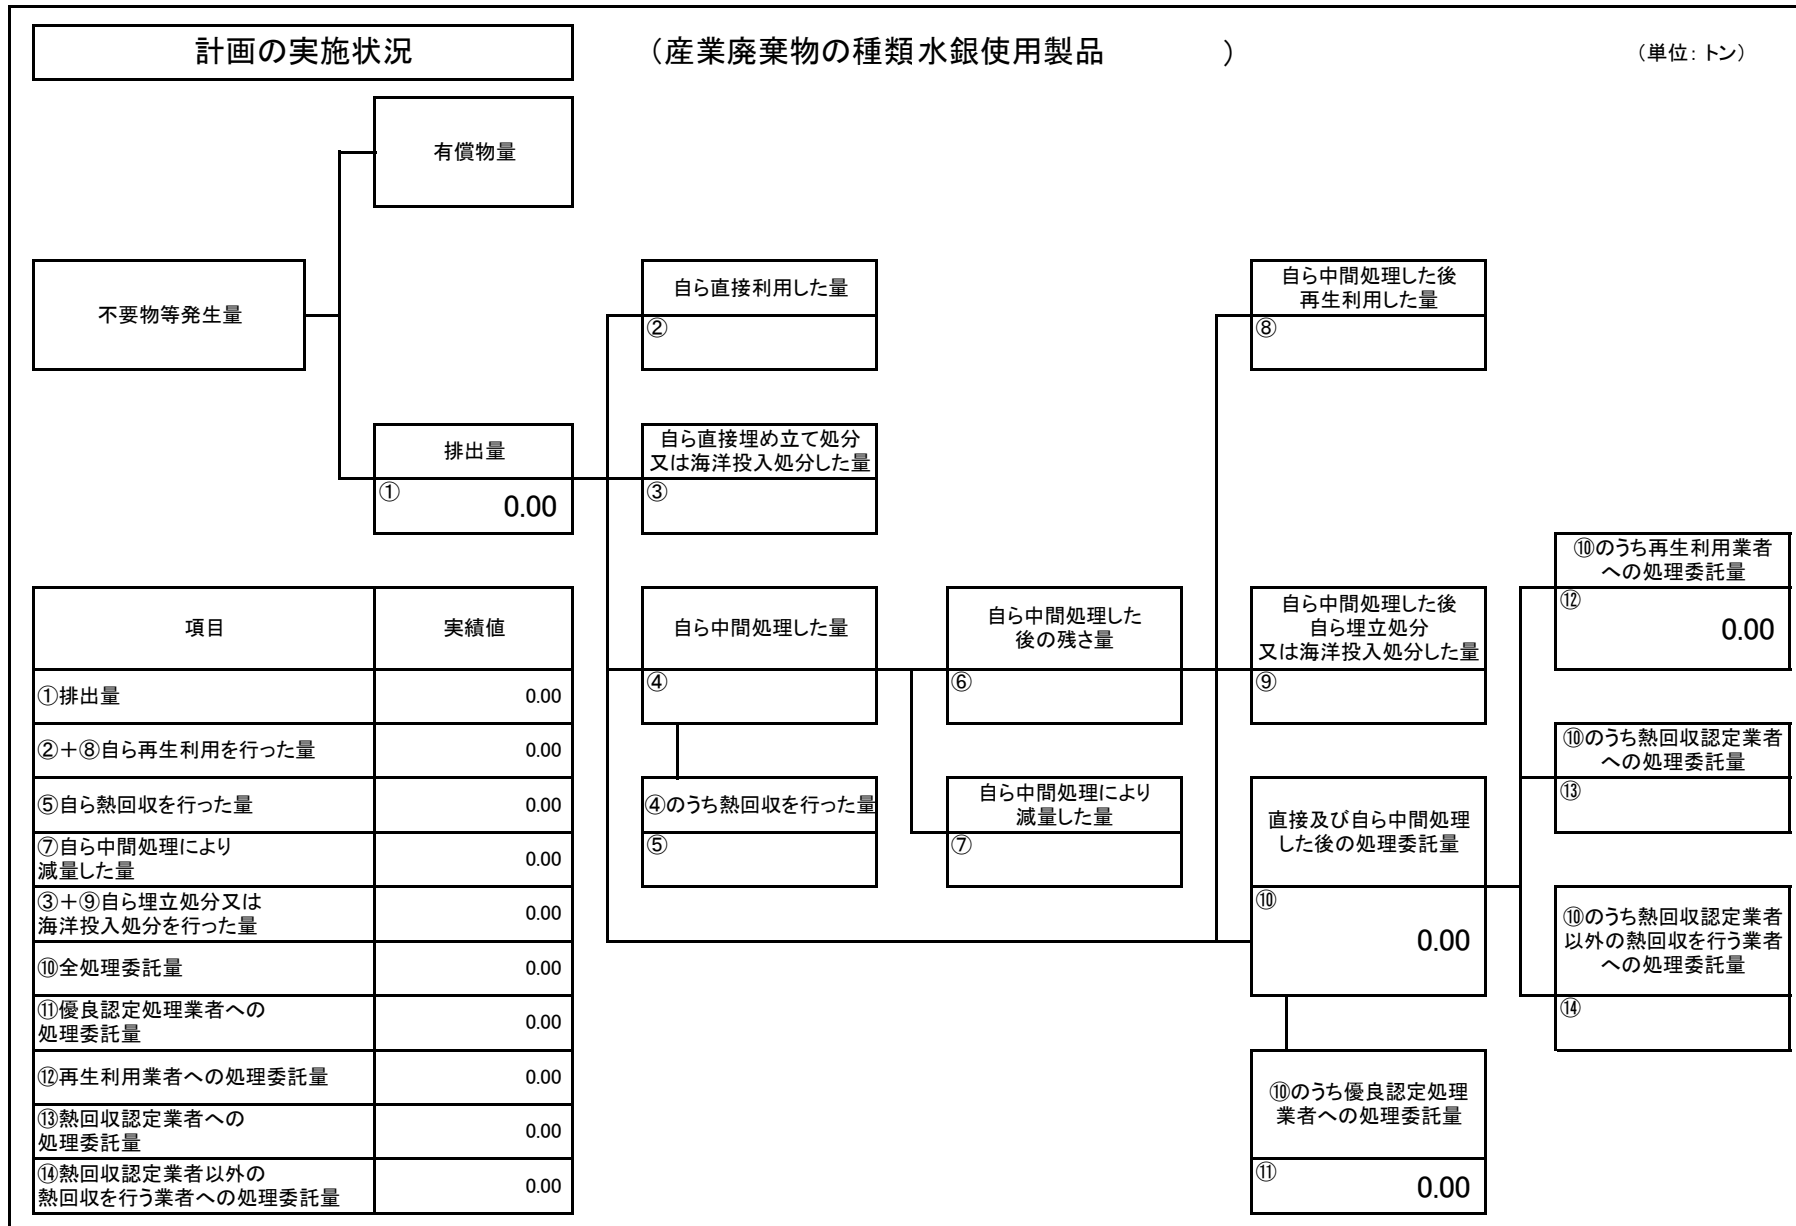 計画の実施状況
（産業廃棄物の種類 水銀使用製品　　　　）
（単位：トン）
有償物量
不要物等発生量
自ら直接利用した量
②
自ら中間処理した後
再生利用した量
⑧
排出量
①
0.00
自ら直接埋め立て処分
又は海洋投入処分した量
③
⑩のうち再生利用業者
への処理委託量
⑫
0.00
自ら中間処理した量
④
自ら中間処理した
後の残さ量
⑥
自ら中間処理した後
自ら埋立処分
又は海洋投入処分した量
⑨
⑩のうち熱回収認定業者
への処理委託量
⑬
④のうち熱回収を行った量
⑤
自ら中間処理により
減量した量
⑦
直接及び自ら中間処理
した後の処理委託量
⑩
0.00
⑩のうち熱回収認定業者
以外の熱回収を行う業者
への処理委託量
⑭
⑩のうち優良認定処理
業者への処理委託量
⑪
0.00
項目 実績値
①排出量 0.00
②＋⑧自ら再生利用を行った量 0.00
⑤自ら熱回収を行った量 0.00
⑦自ら中間処理により
減量した量 0.00
③＋⑨自ら埋立処分又は
海洋投入処分を行った量 0.00
⑩全処理委託量 0.00
⑪優良認定処理業者への
処理委託量 0.00
⑫再生利用業者への処理委託量 0.00
⑬熱回収認定業者への
処理委託量 0.00
⑭熱回収認定業者以外の
熱回収を行う業者への処理委託量 0.00